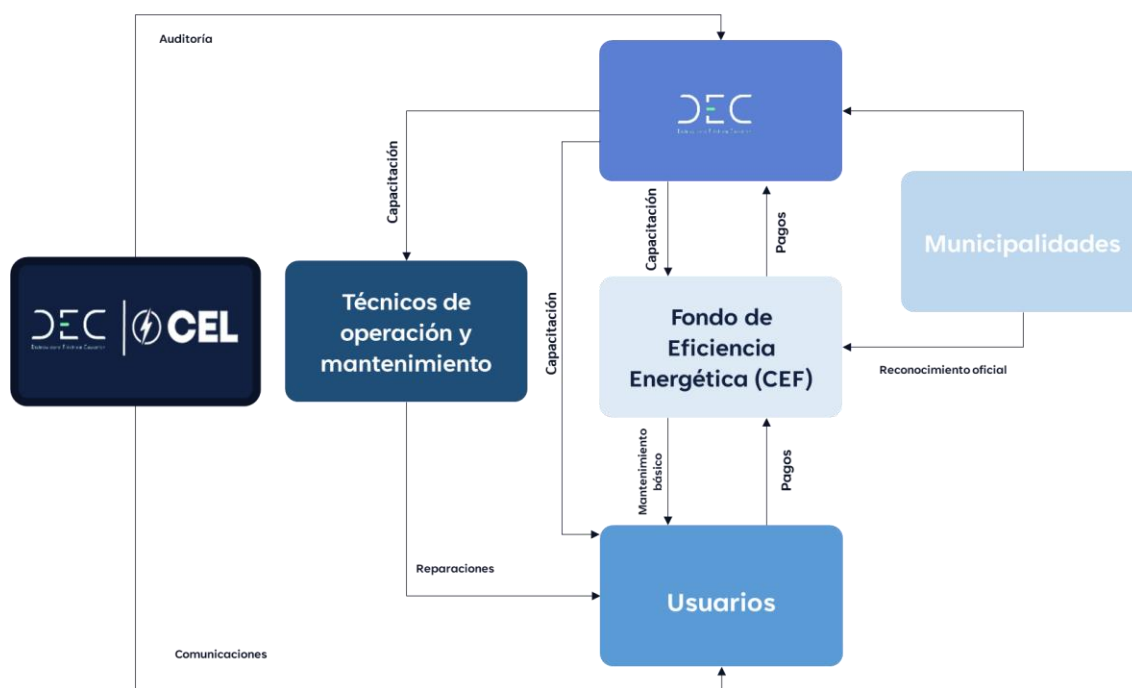 Auditoría
DEC
Capacitación
Capacitación
Capacitación
Pagos
Municipalidades
DEC
CEL
Técnicos de
operación y
mantenimiento
Fondo de
Eficiencia
Energética (CEF)
Reconocimiento oficial
Mantenimiento
básico
Pagos
Reparaciones
Usuarios
Comunicaciones